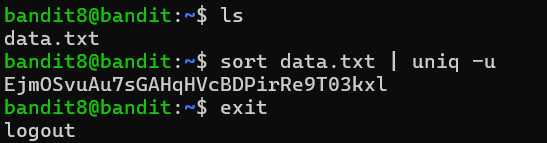 bandit8@bandit:~$ ls
data.txt
bandit8@bandit:~$ sort data.txt | uniq -u
EjmOSvuAu7sGAHqHVcBDPirRe9T03kxl
bandit8@bandit:~$ exit
logout